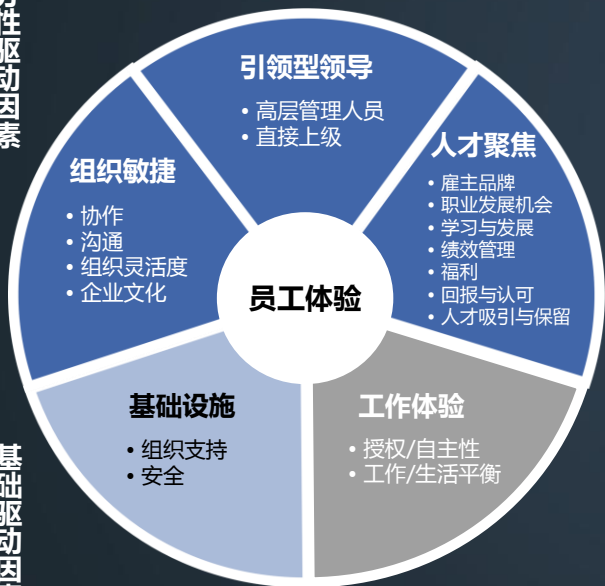 性驱动因素
引领型领导
• 高层管理人员
• 直接上级
人才聚焦
• 雇主品牌
• 职业发展机会
• 学习与发展
• 绩效管理
• 福利
• 回报与认可
• 人才吸引与保留
组织敏捷
• 协作
• 沟通
• 组织灵活度
• 企业文化
员工体验
基础设施
• 组织支持
• 安全
工作体验
• 授权/自主性
• 工作/生活平衡
基础驱动因